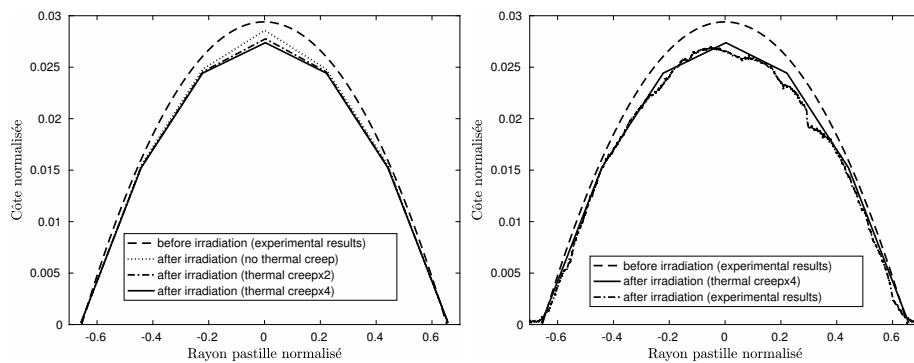 0.03
0.025
0.02
0.015
0.01
0.005
0
Côte normalisée
before irradiation (experimental results)
after irradiation (no thermal creep)
after irradiation (thermal creepx2)
after irradiation (thermal creepx4)
-0.6 -0.4 -0.2 0 0.2 0.4 0.6
Rayon pastille normalisé
0.03
0.025
0.02
0.015
0.01
0.005
0
Côte normalisée
before irradiation (experimental results)
after irradiation (thermal creepx4)
after irradiation (experimental results)
-0.6 -0.4 -0.2 0 0.2 0.4 0.6
Rayon pastille normalisé